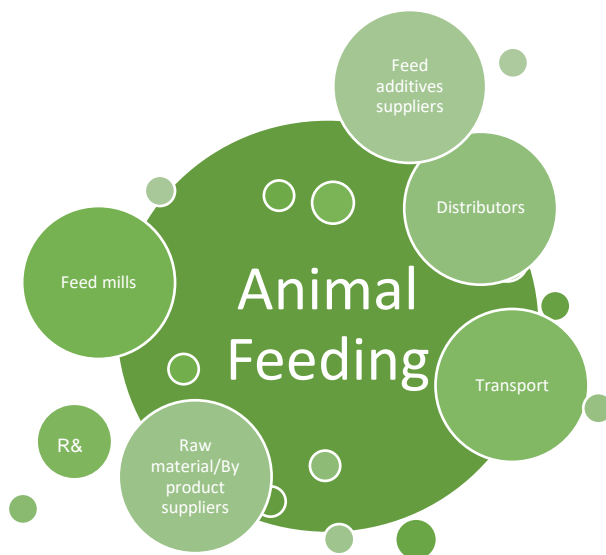 Feed
additives
suppliers
Distributors
Feed mills
Animal
Feeding
Transport
R&
Raw
material/By
product
suppliers